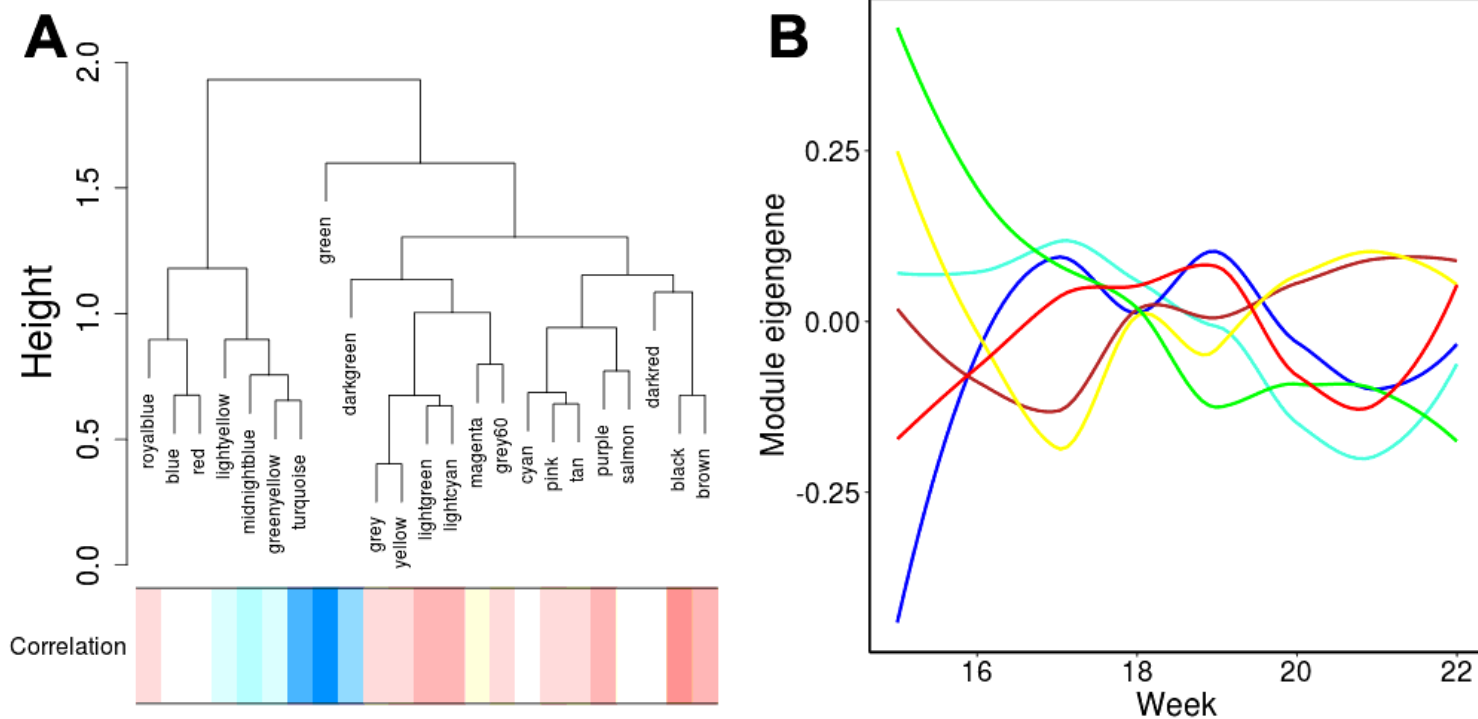 A
Height
2.0
1.5
1.0
0.5
0.0
royalblue
blue
red
lightyellow
midnightblue
greenyellow
turquoise
green
darkgreen
grey
yellow
lightgreen
lightcyan
magenta
grey60
cyan
pink
tan
purple
salmon
darkred
black
brown
Correlation
B
Module eigengene
0.25
0.00
-0.25
16
18
20
22
Week